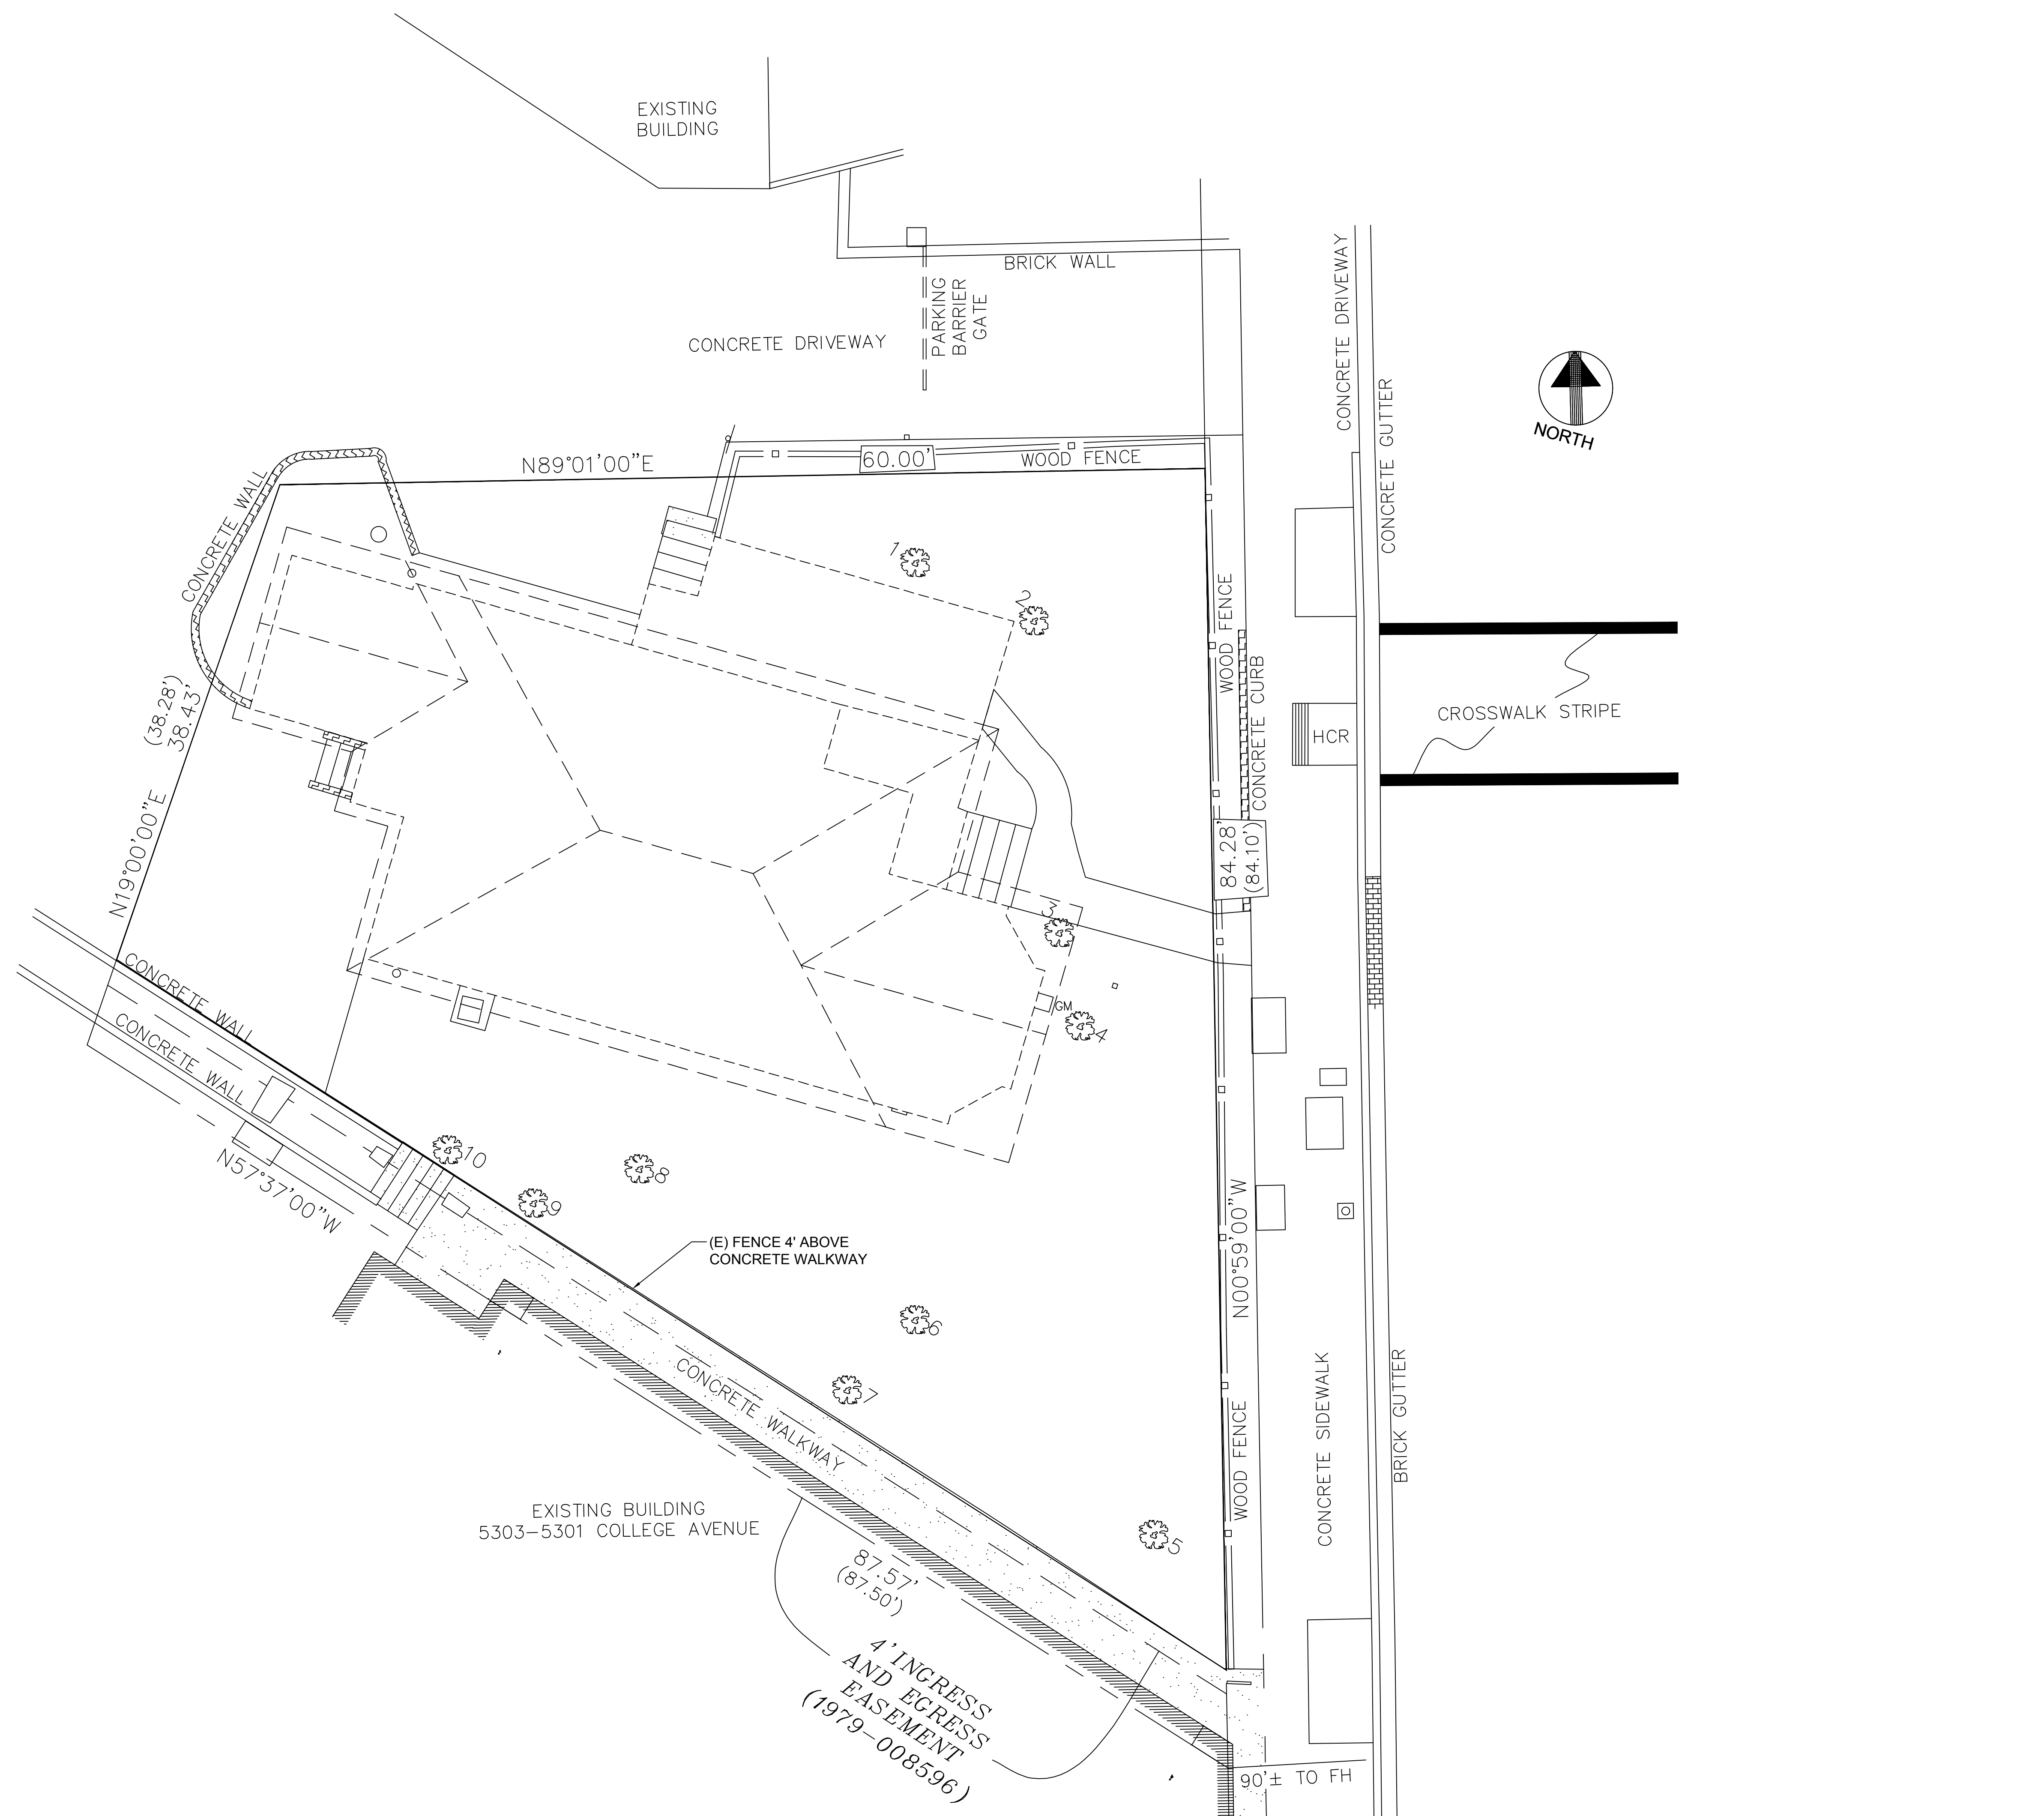 EXISTING
BUILDING
BRICK WALL
PARKING
BARRIER
GATE
CONCRETE DRIVEWAY
CONCRETE DRIVEWAY
CONCRETE GUTTER
NORTH
N89°01'00"E
60.00'
WOOD FENCE
CONCRETE WALL
1
2
WOOD FENCE
CONCRETE CURB
CROSSWALK STRIPE
HCR
(38.28')
38.43'
N19°00'00"E
84.28'
(84.10')
3
GM
4
CONCRETE WALL
CONCRETE WALL
N57°37'00"W
10
9
8
(E) FENCE 4' ABOVE
CONCRETE WALKWAY
N00°59'00"W
6
7
CONCRETE WALKWAY
WOOD FENCE
CONCRETE SIDEWALK
BRICK GUTTER
EXISTING BUILDING
5303-5301 COLLEGE AVENUE
5
87.57'
(87.50')
4' INGRESS
AND EGRESS
EASEMENT
(1979-008596)
90'± TO FH